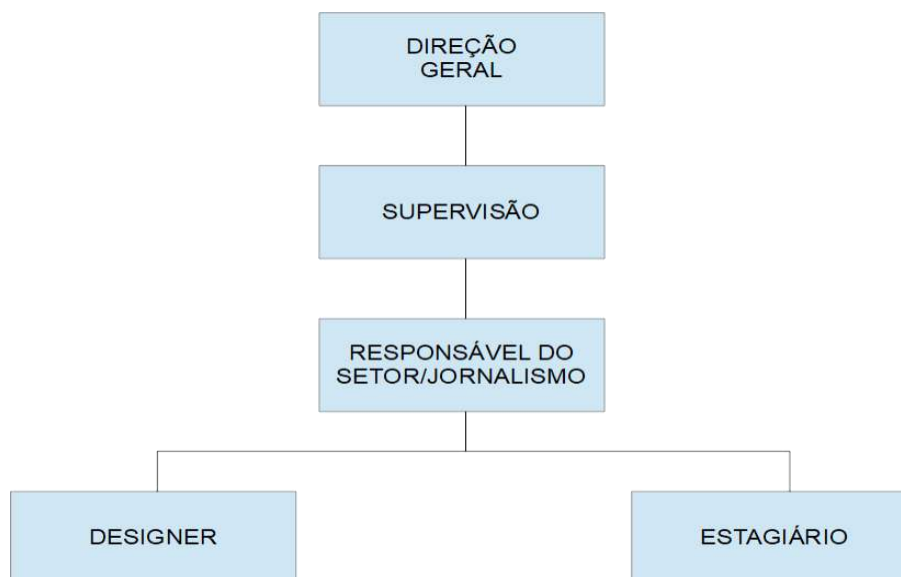 DIREÇÃO
GERAL
SUPERVISÃO
RESPONSÁVEL DO
SETOR/JORNALISMO
DESIGNER
ESTAGIÁRIO